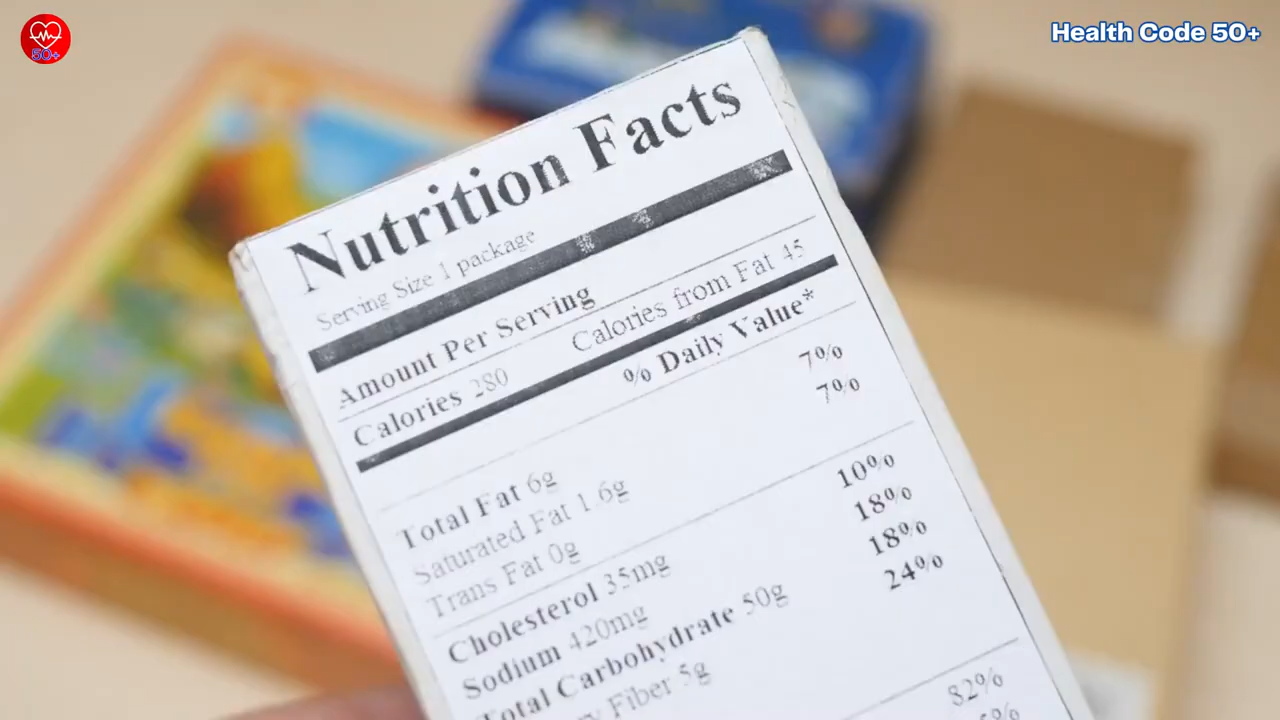 50+
Health Code 50+
Nutrition Facts
Serving Size 1 package
Amount Per Serving
Calories 280 Calories from Fat 45
% Daily Value*
Total Fat 6g 7%
Saturated Fat 1.6g 7%
Trans Fat 0g
Cholesterol 35mg 10%
Sodium 420mg 18%
Total Carbohydrate 50g 18%
Fiber 5g 24%
82%